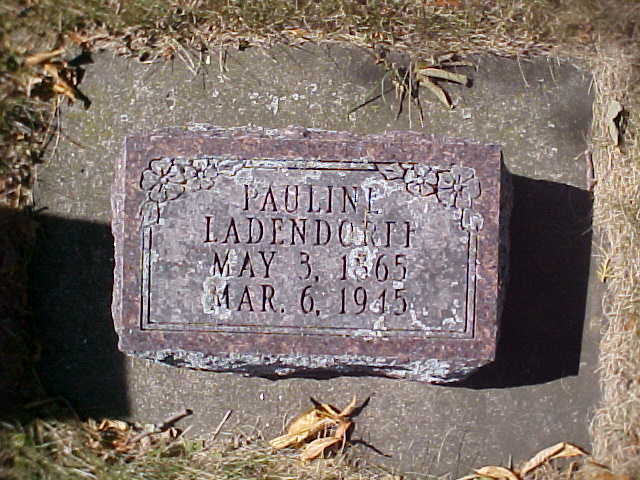 PAULINE
LADENDORFF
MAY 3, 1865
MAR. 6, 1945